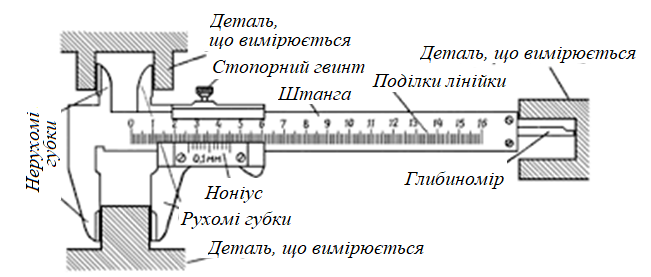 Деталь,
що вимірюється
Стопорний гвинт
Деталь, що вимірюється
Поділки лінійки
Штанга
0 1 2 3 4 5 6 7 8 9 10 11 12 13 14 15 16
Нерухомі
губки
0,1мм
Глибиномір
Ноніус
Рухомі губки
Деталь, що вимірюється